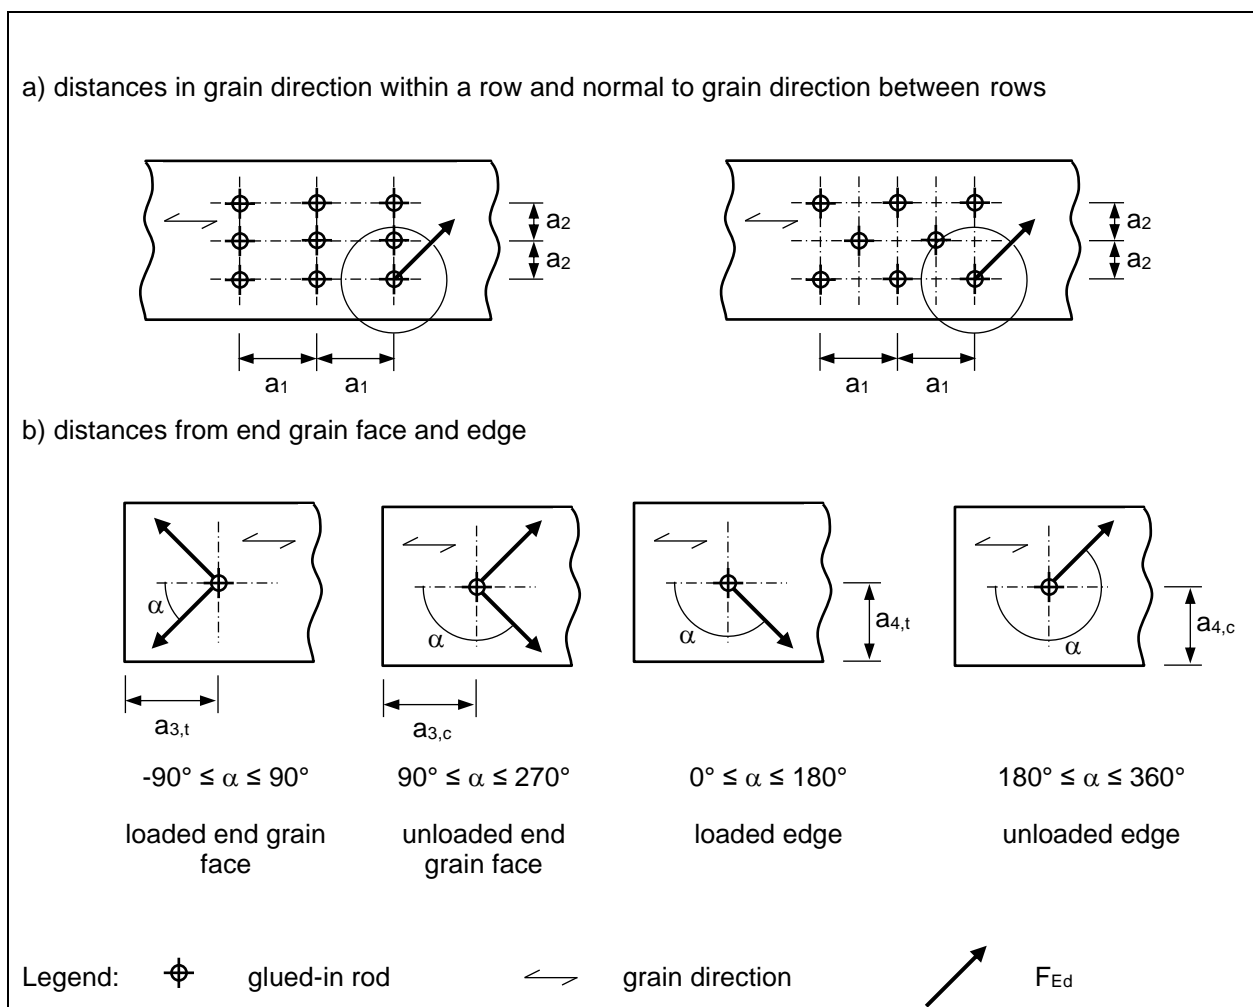 a) distances in grain direction within a row and normal to grain direction between rows
a2
a2
a1 a1
a2
a2
a1 a1
b) distances from end grain face and edge
α
a3,t
α
a3,c
α
a4,t
α
a4,c
-90° ≤ α ≤ 90°
90° ≤ α ≤ 270°
0° ≤ α ≤ 180°
180° ≤ α ≤ 360°
loaded end grain
face
unloaded end
grain face
loaded edge
unloaded edge
Legend: glued-in rod grain direction FEd